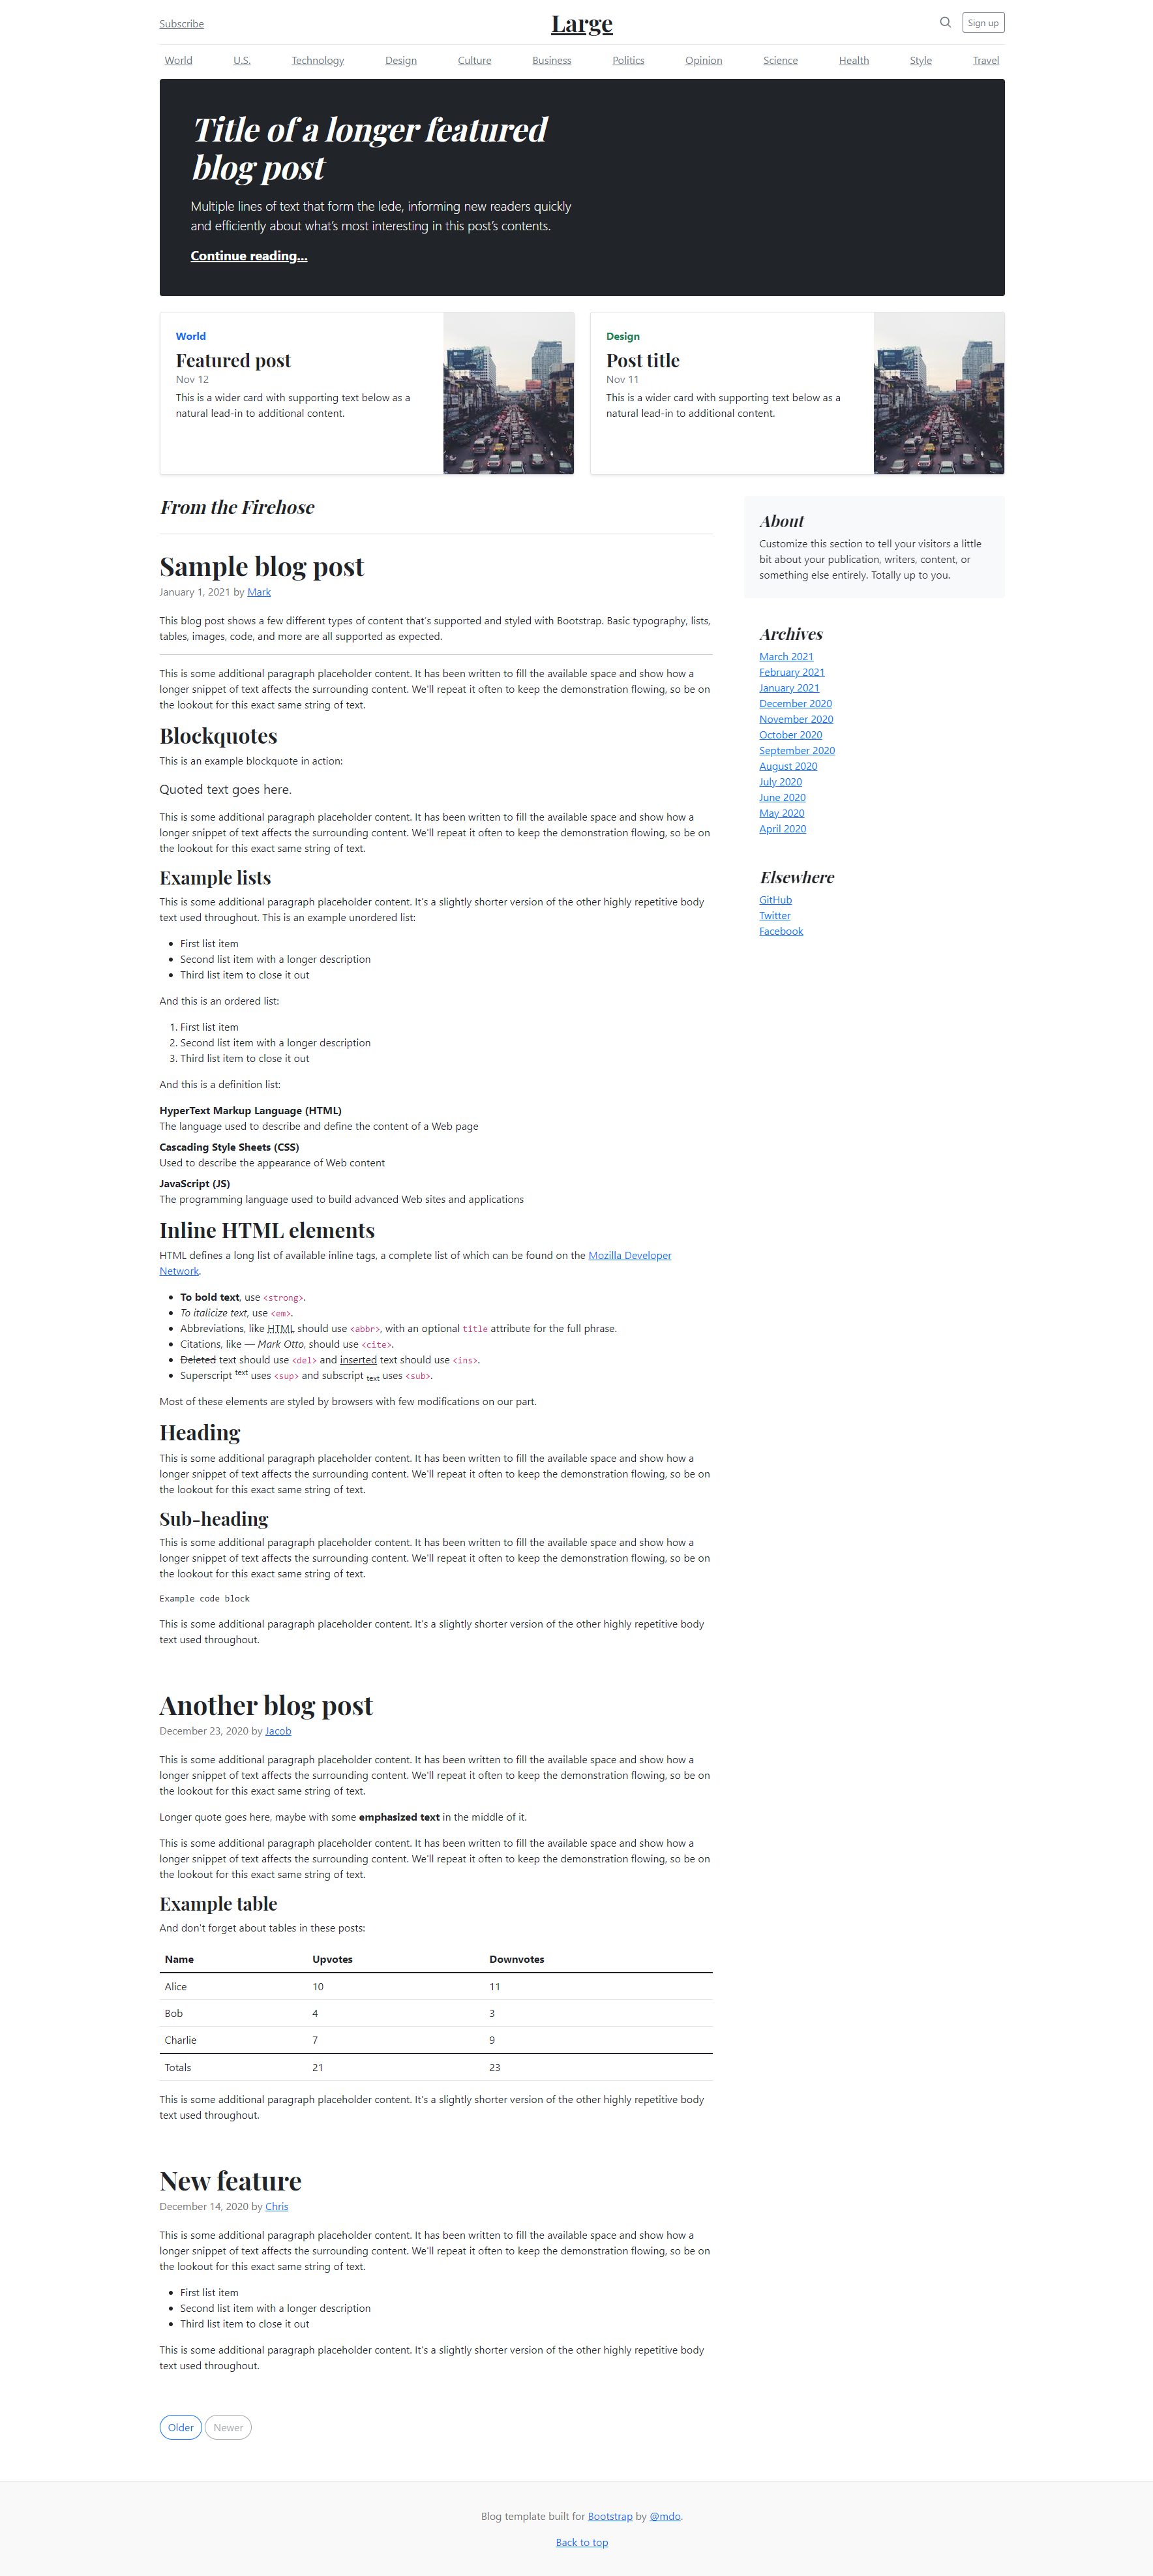 Subscribe
Large
Sign up
World U.S. Technology Design Culture Business Politics Opinion Science Health Style Travel
Title of a longer featured
blog post
Multiple lines of text that form the lede, informing new readers quickly
and efficiently about what’s most interesting in this post’s contents.
Continue reading...
World
Featured post
Nov 12
This is a wider card with supporting text below as a
natural lead-in to additional content.
Design
Post title
Nov 11
This is a wider card with supporting text below as a
natural lead-in to additional content.
From the Firehose
Sample blog post
January 1, 2021 by Mark
This blog post shows a few different types of content that’s supported and styled with Bootstrap. Basic typography, lists,
tables, images, code, and more are all supported as expected.
This is some additional paragraph placeholder content. It has been written to fill the available space and show how a
longer snippet of text affects the surrounding content. We'll repeat it often to keep the demonstration flowing, so be on
the lookout for this exact same string of text.
Blockquotes
This is an example blockquote in action:
Quoted text goes here.
This is some additional paragraph placeholder content. It has been written to fill the available space and show how a
longer snippet of text affects the surrounding content. We'll repeat it often to keep the demonstration flowing, so be on
the lookout for this exact same string of text.
Example lists
This is some additional paragraph placeholder content. It's a slightly shorter version of the other highly repetitive body
text used throughout. This is an example unordered list:
• First list item
• Second list item with a longer description
• Third list item to close it out
And this is an ordered list:
1. First list item
2. Second list item with a longer description
3. Third list item to close it out
And this is a definition list:
HyperText Markup Language (HTML)
The language used to describe and define the content of a Web page
Cascading Style Sheets (CSS)
Used to describe the appearance of Web content
JavaScript (JS)
The programming language used to build advanced Web sites and applications
Inline HTML elements
HTML defines a long list of available inline tags, a complete list of which can be found on the Mozilla Developer
Network.
• To bold text, use <strong>.
• To italicize text, use <em>.
• Abbreviations, like HTML should use <abbr>, with an optional title attribute for the full phrase.
• Citations, like — Mark Otto, should use <cite>.
• Deleted text should use <del> and inserted text should use <ins>.
• Superscript text uses <sup> and subscript text uses <sub>.
Most of these elements are styled by browsers with few modifications on our part.
Heading
This is some additional paragraph placeholder content. It has been written to fill the available space and show how a
longer snippet of text affects the surrounding content. We'll repeat it often to keep the demonstration flowing, so be on
the lookout for this exact same string of text.
Sub-heading
This is some additional paragraph placeholder content. It has been written to fill the available space and show how a
longer snippet of text affects the surrounding content. We'll repeat it often to keep the demonstration flowing, so be on
the lookout for this exact same string of text.
Example code block
This is some additional paragraph placeholder content. It's a slightly shorter version of the other highly repetitive body
text used throughout.
Another blog post
December 23, 2020 by Jacob
This is some additional paragraph placeholder content. It has been written to fill the available space and show how a
longer snippet of text affects the surrounding content. We'll repeat it often to keep the demonstration flowing, so be on
the lookout for this exact same string of text.
Longer quote goes here, maybe with some emphasized text in the middle of it.
This is some additional paragraph placeholder content. It has been written to fill the available space and show how a
longer snippet of text affects the surrounding content. We'll repeat it often to keep the demonstration flowing, so be on
the lookout for this exact same string of text.
Example table
And don't forget about tables in these posts:
Name Upvotes Downvotes
Alice 10 11
Bob 4 3
Charlie 7 9
Totals 21 23
This is some additional paragraph placeholder content. It's a slightly shorter version of the other highly repetitive body
text used throughout.
New feature
December 14, 2020 by Chris
This is some additional paragraph placeholder content. It has been written to fill the available space and show how a
longer snippet of text affects the surrounding content. We'll repeat it often to keep the demonstration flowing, so be on
the lookout for this exact same string of text.
• First list item
• Second list item with a longer description
• Third list item to close it out
This is some additional paragraph placeholder content. It's a slightly shorter version of the other highly repetitive body
text used throughout.
Older Newer
About
Customize this section to tell your visitors a little
bit about your publication, writers, content, or
something else entirely. Totally up to you.
Archives
March 2021
February 2021
January 2021
December 2020
November 2020
October 2020
September 2020
August 2020
July 2020
June 2020
May 2020
April 2020
Elsewhere
GitHub
Twitter
Facebook
Blog template built for Bootstrap by @mdo.
Back to top